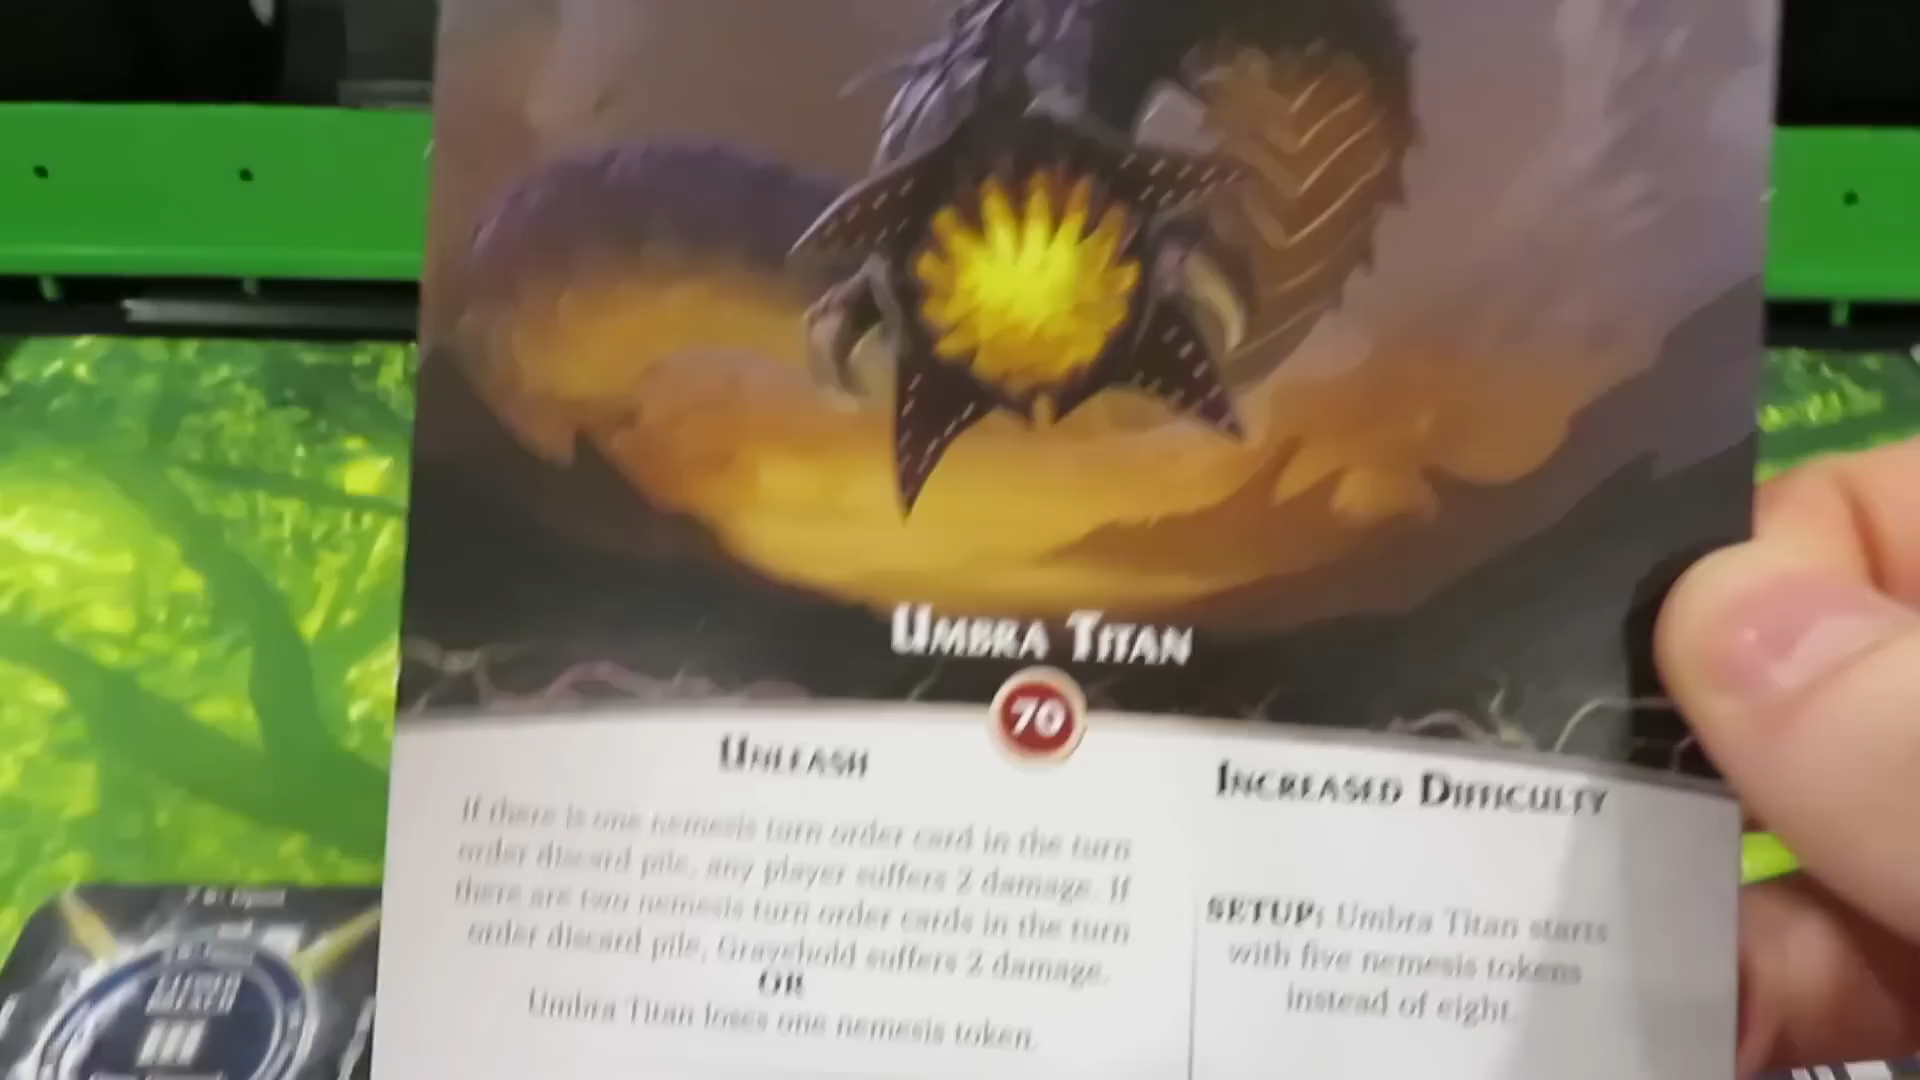 UMBRA TITAN
70
UNLEASH
If there is one nemesis turn order card in the turn
order discard pile, any player suffers 2 damage. If
there are two nemesis turn order cards in the turn
order discard pile, Gravehold suffers 2 damage.
OR
Umbra Titan loses one nemesis token.
INCREASED DIFFICULTY
SETUP: Umbra Titan starts
with five nemesis tokens
instead of eight.
III